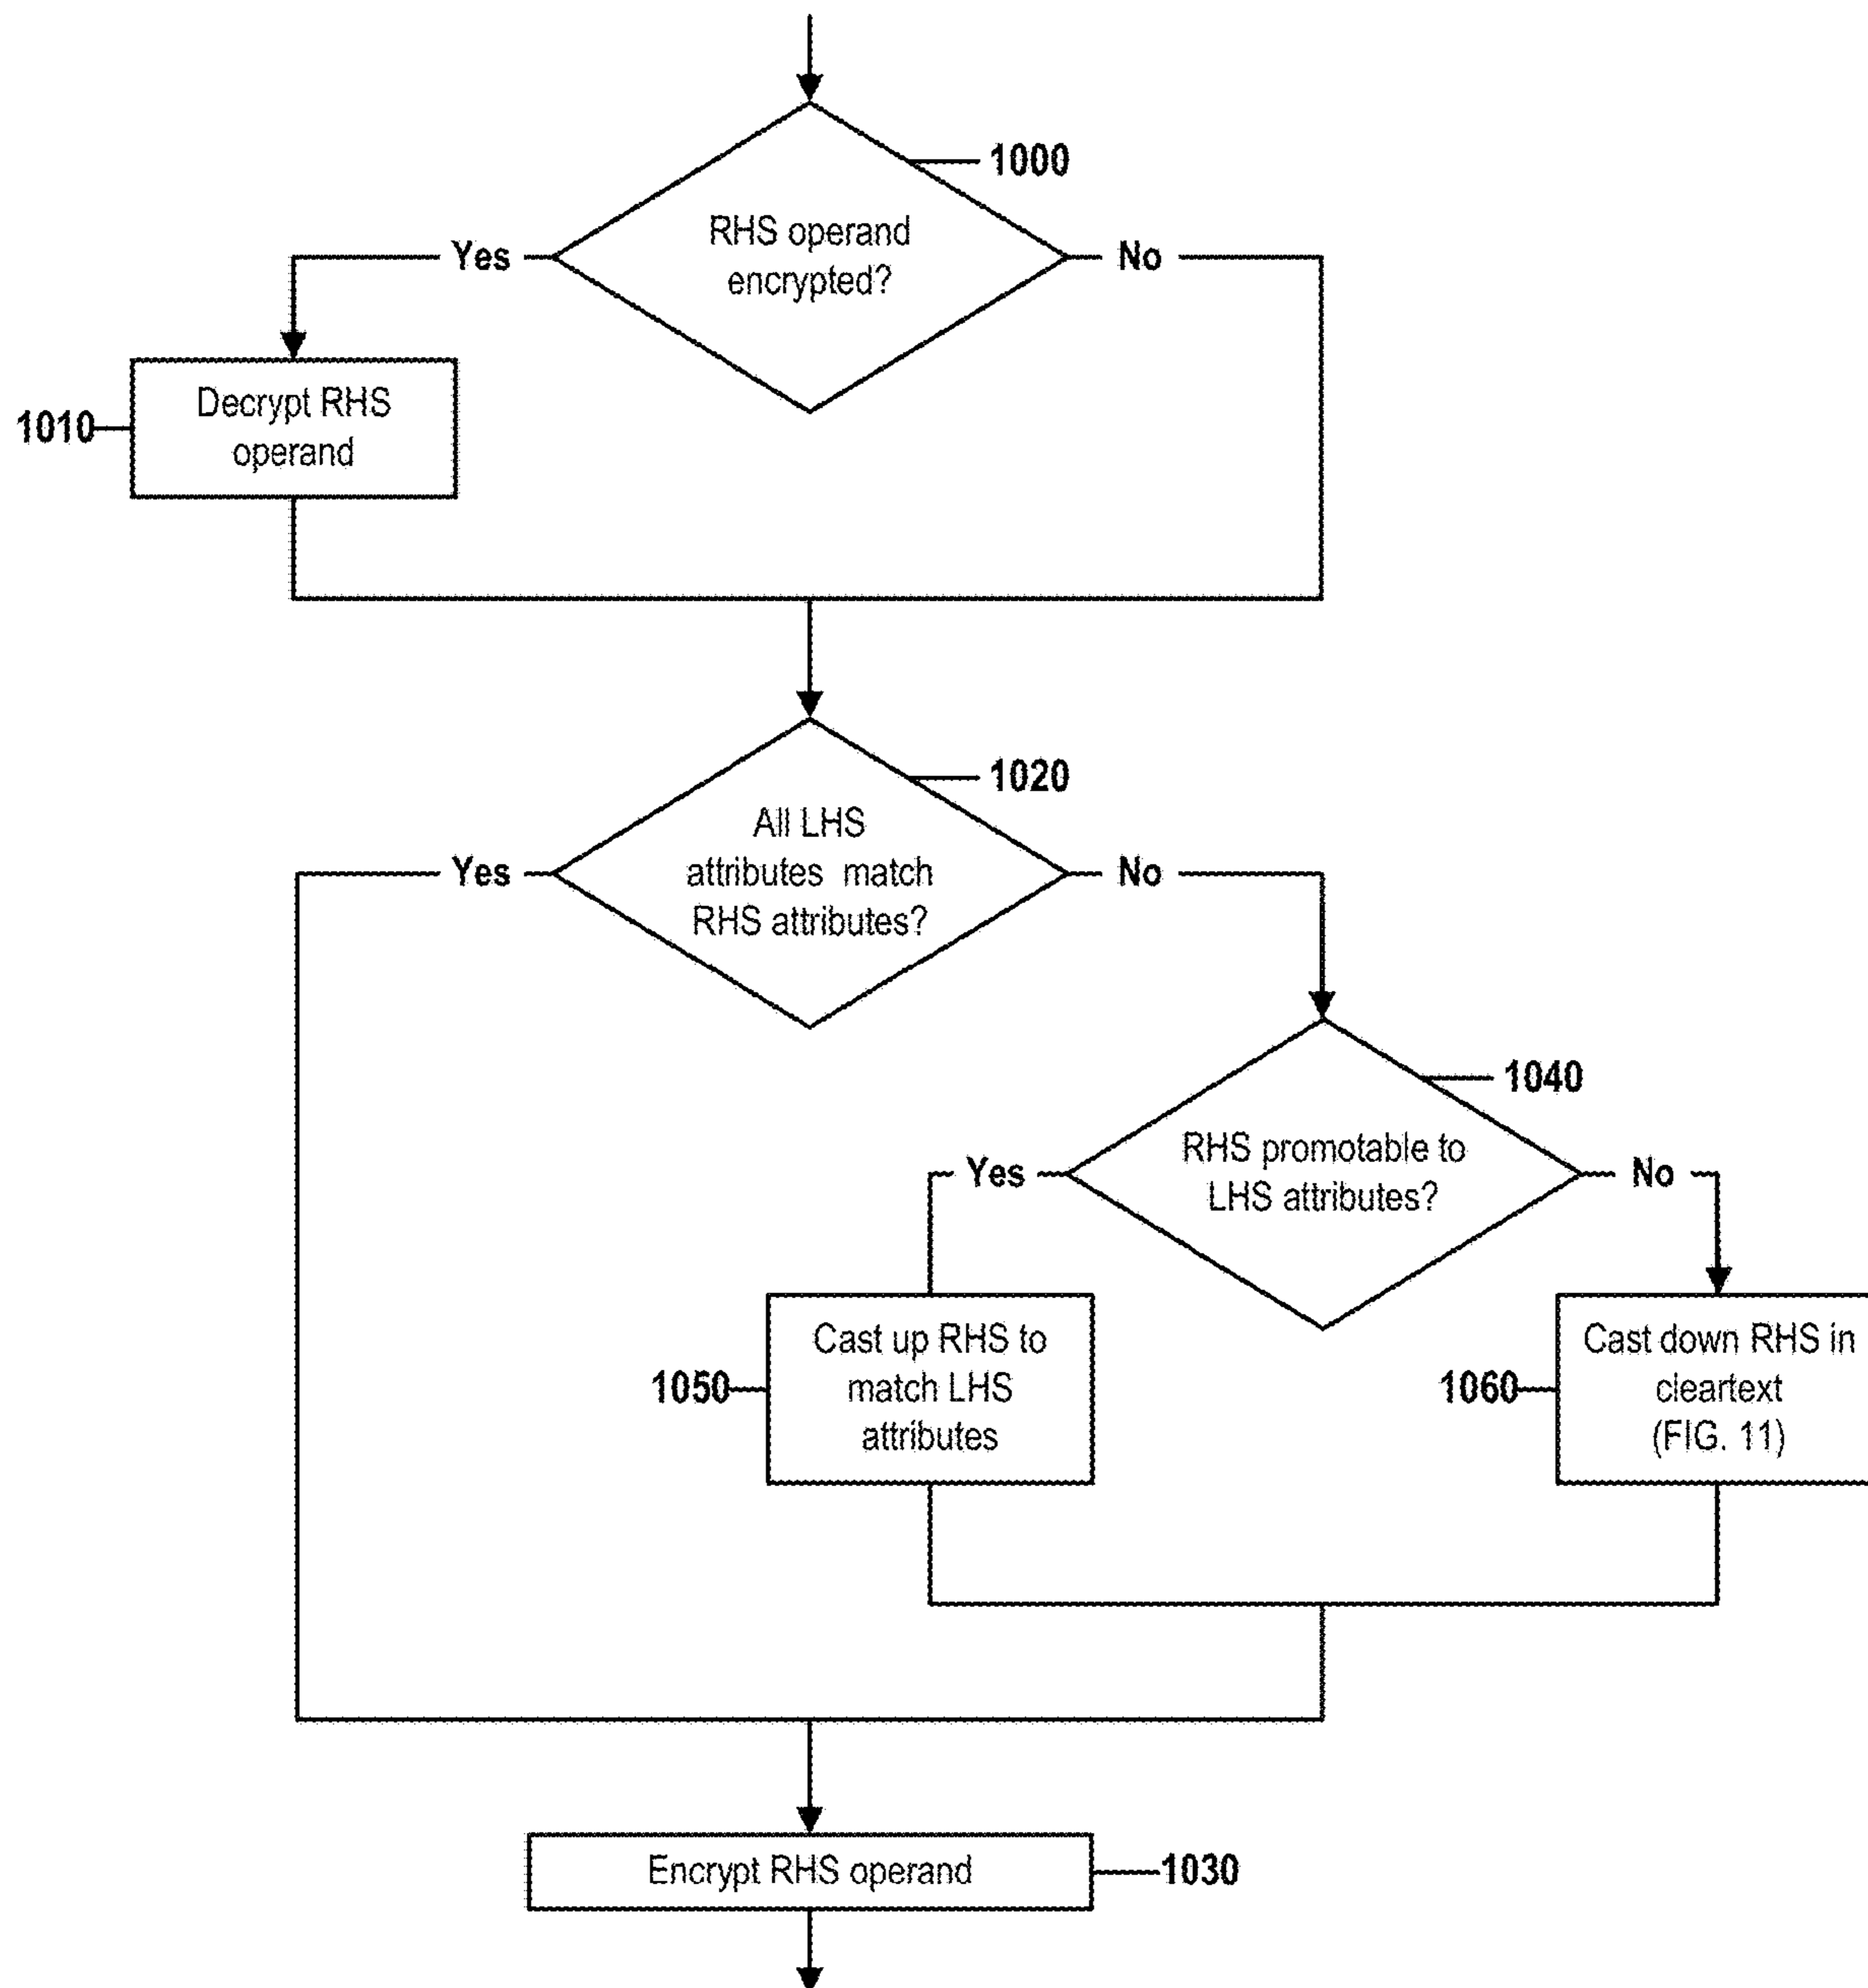 1000
RHS operand
encrypted?
Yes
No
Decrypt RHS
operand
1010
1020
All LHS
attributes match
RHS attributes?
Yes
No
1040
RHS promotable to
LHS attributes?
Yes
No
Cast up RHS to
match LHS
attributes
1050
Cast down RHS in
cleartext
(FIG. 11)
1060
Encrypt RHS operand
1030